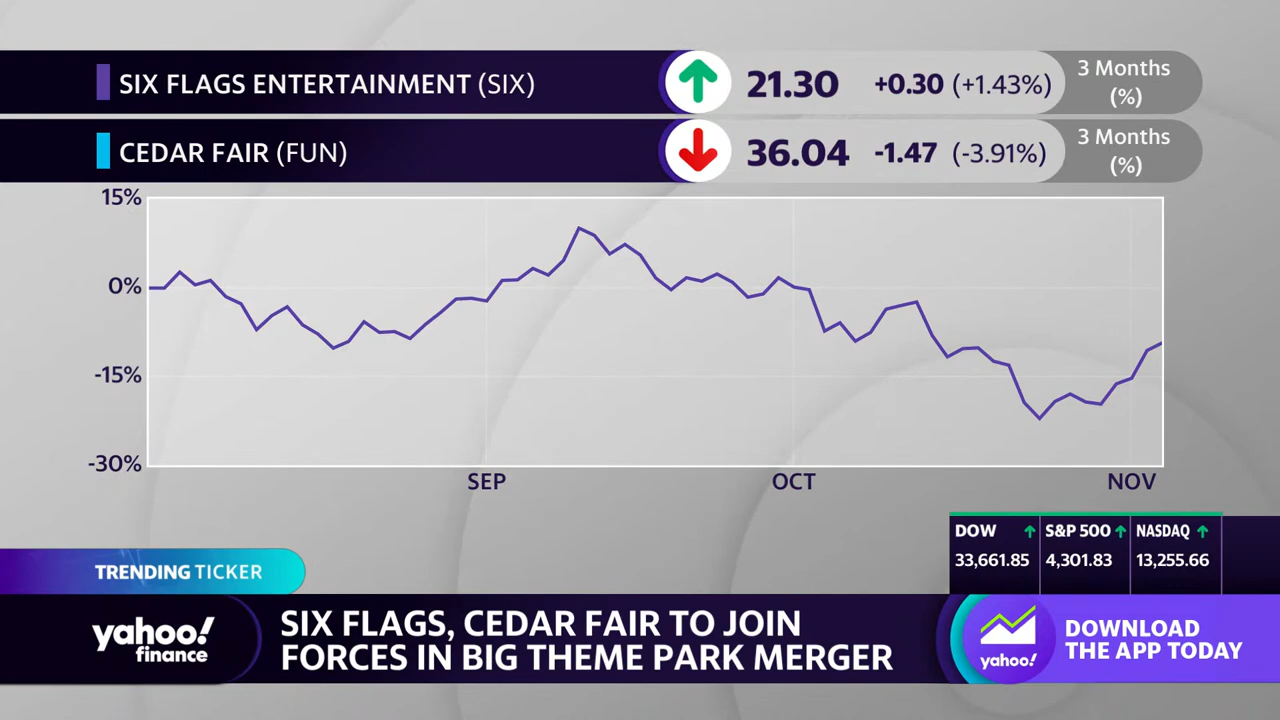 SIX FLAGS ENTERTAINMENT (SIX) 21.30 +0.30 (+1.43%) 3 Months
(%)
CEDAR FAIR (FUN) 36.04 -1.47 (-3.91%) 3 Months
(%)
15%
0%
-15%
-30%
SEP OCT NOV
DOW S&P 500 NASDAQ
33,661.85 4,301.83 13,255.66
TRENDING TICKER
yahoo!
finance
SIX FLAGS, CEDAR FAIR TO JOIN
FORCES IN BIG THEME PARK MERGER
yahoo!
DOWNLOAD
THE APP TODAY